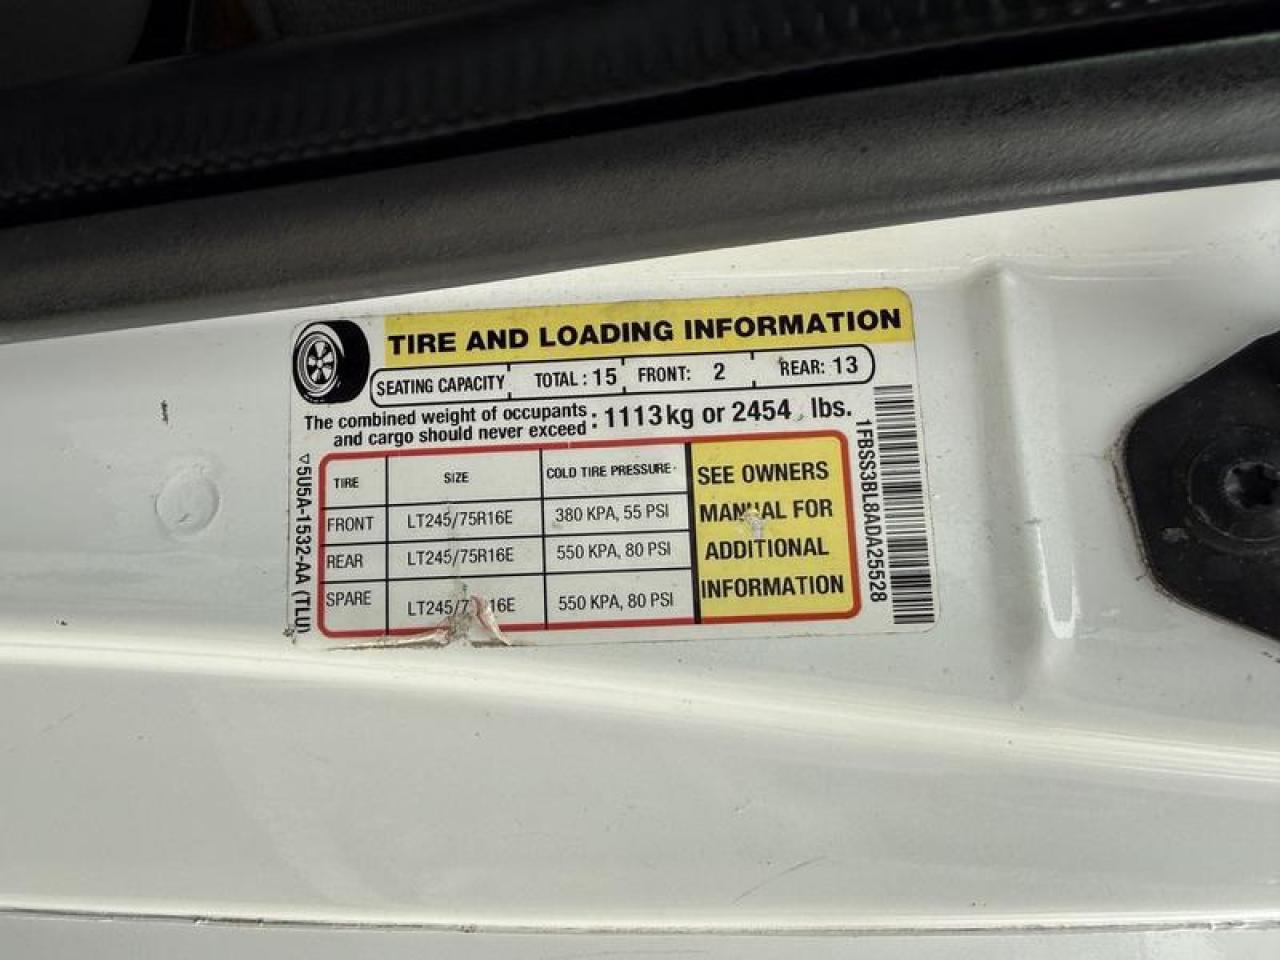 TIRE AND LOADING INFORMATION
SEATING CAPACITY TOTAL : 15 FRONT: 2 REAR: 13
The combined weight of occupants
and cargo should never exceed : 1113 kg or 2454 lbs.
TIRE SIZE COLD TIRE PRESSURE
FRONT LT245/75R16E 380 KPA, 55 PSI
REAR LT245/75R16E 550 KPA, 80 PSI
SPARE 550 KPA, 80 PSI
SEE OWNERS
MANUAL FOR
ADDITIONAL
INFORMATION
1FBSS3BL8ADA25528
▽5U5A-1532-AA (TLU)